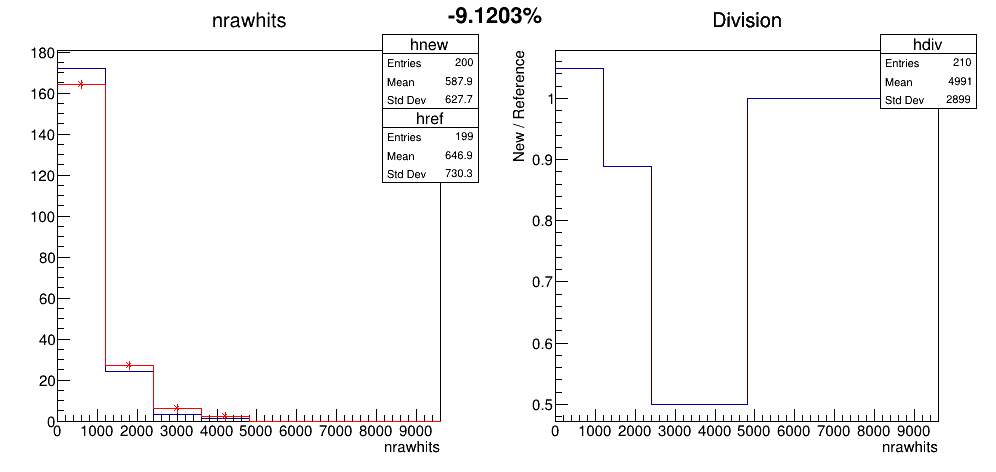 -9.1203%
nrawhits
hnew
Entries 200
Mean 587.9
Std Dev 627.7
href
Entries 199
Mean 646.9
Std Dev 730.3
180
160
140
120
100
80
60
40
20
0
0 1000 2000 3000 4000 5000 6000 7000 8000 9000
nrawhits
Division
hdiv
Entries 210
Mean 4991
Std Dev 2899
New / Reference
1
0.9
0.8
0.7
0.6
0.5
0 1000 2000 3000 4000 5000 6000 7000 8000 9000
nrawhits